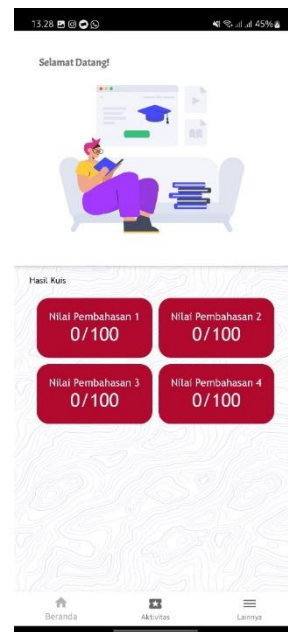 13.28 45%
Selamat Datang!
Hasil Kuis
Nilai Pembahasan 1 Nilai Pembahasan 2
0/100 0/100
Nilai Pembahasan 3 Nilai Pembahasan 4
0/100 0/100
Beranda Aktivitas Lainnya